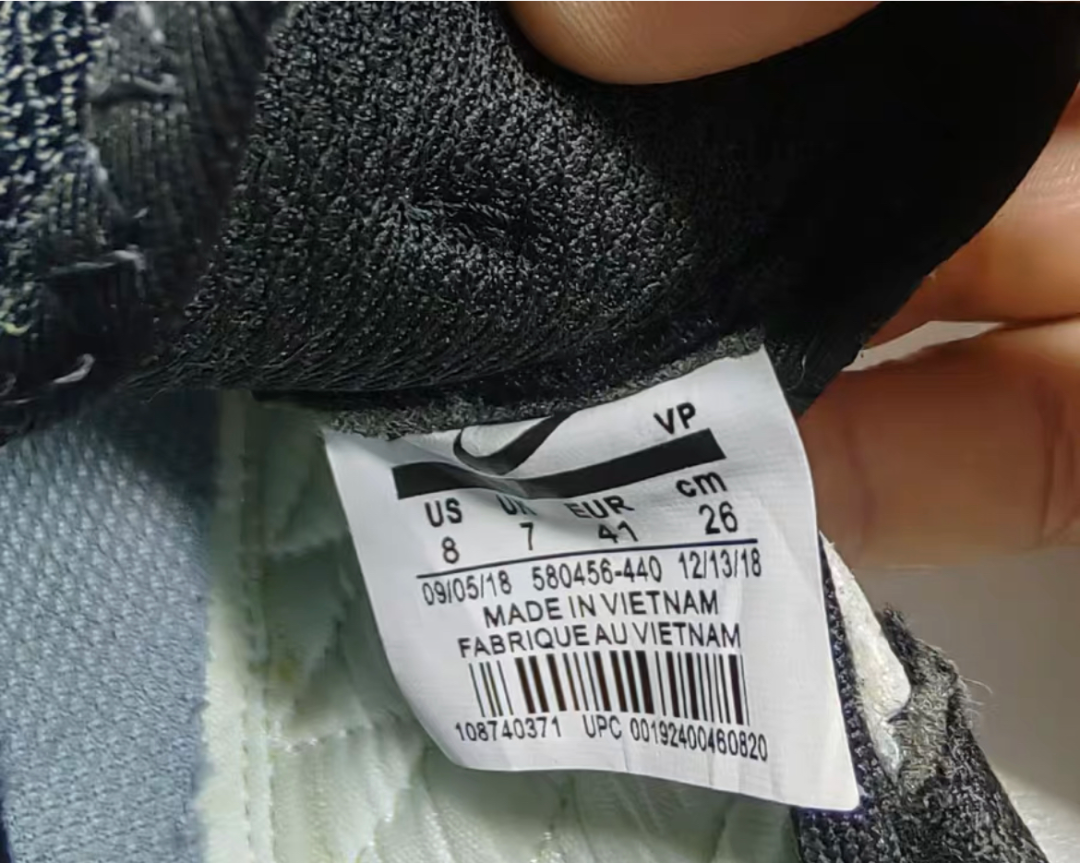 VP
US UK EUR cm
8 7 41 26
09/05/18 580456-440 12/13/18
MADE IN VIETNAM
FABRIQUE AU VIETNAM
108740371 UPC 00192400460820